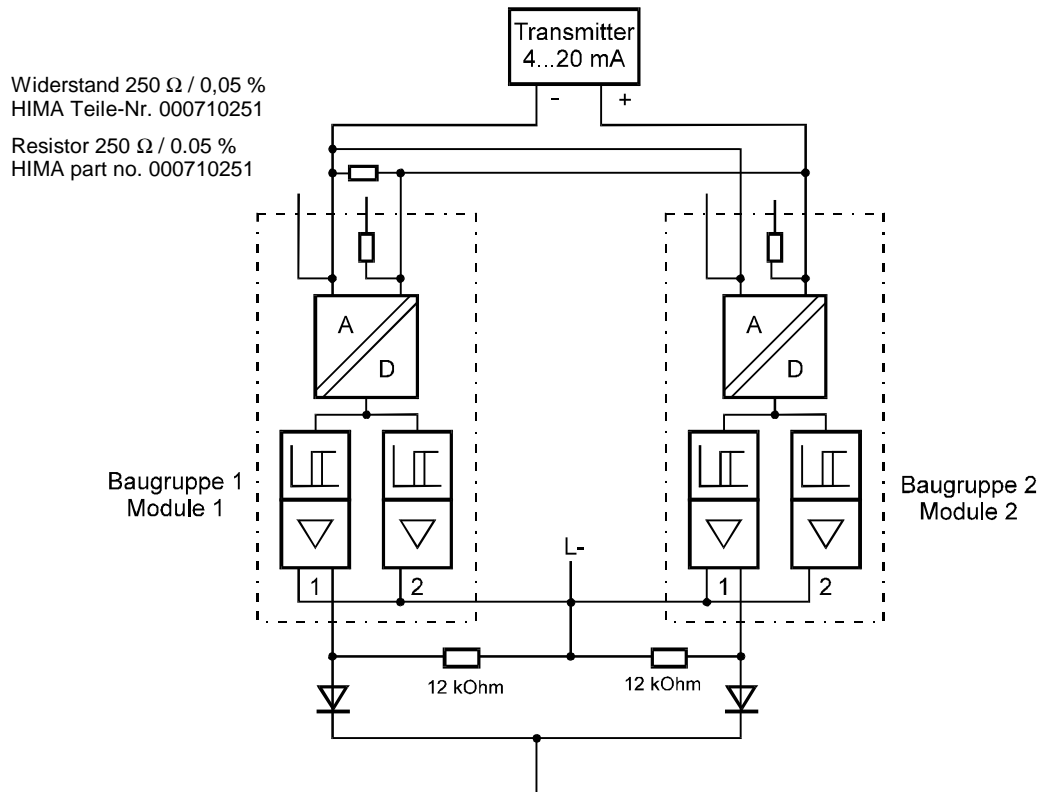 Transmitter
4...20 mA
- +
Widerstand 250 Ω / 0,05 %
HIMA Teile-Nr. 000710251
Resistor 250 Ω / 0.05 %
HIMA part no. 000710251
A
D
A
D
Baugruppe 1
Module 1
Baugruppe 2
Module 2
L-
1 2
1 2
12 kOhm
12 kOhm